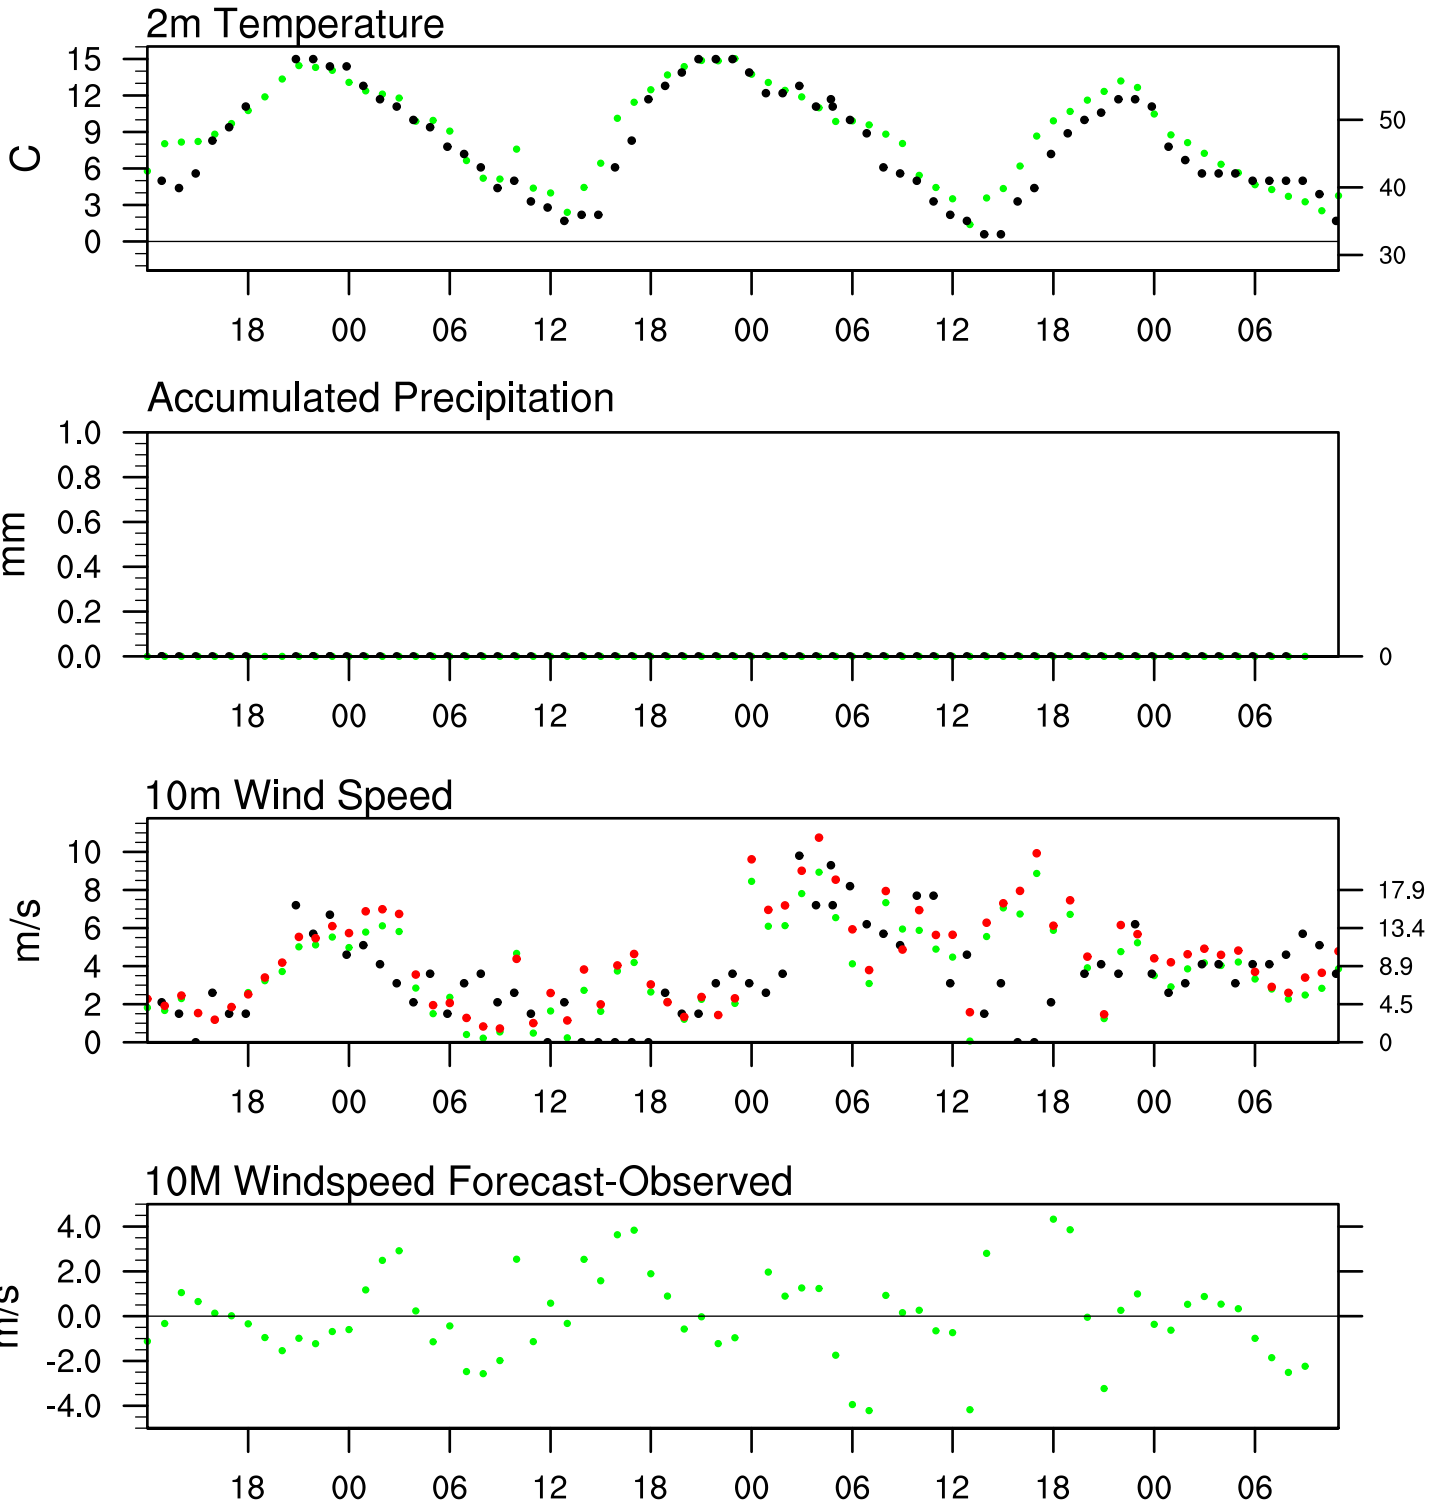 2m Temperature
15
12
9
6
3
0
C
50
40
30
18 00 06 12 18 00 06 12 18 00 06
Accumulated Precipitation
1.0
0.8
0.6
0.4
0.2
0.0
mm
0
18 00 06 12 18 00 06 12 18 00 06
10m Wind Speed
10
8
6
4
2
0
m/s
17.9
13.4
8.9
4.5
0
18 00 06 12 18 00 06 12 18 00 06
10M Windspeed Forecast-Observed
4.0
2.0
0.0
-2.0
-4.0
m/s
18 00 06 12 18 00 06 12 18 00 06